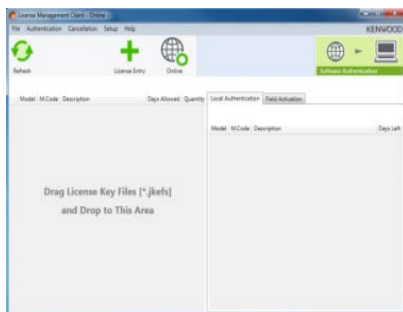 License Management Client - Online
File Authentication Cancellation Setup Help KENWOOD
Refresh License Entry Online Software Authentication
Model M.Code Description Days Allowed Quantity
Local Authentication Field Activation
Model M.Code Description Days Left
Drag License Key Files [*.jkefs]
and Drop to This Area